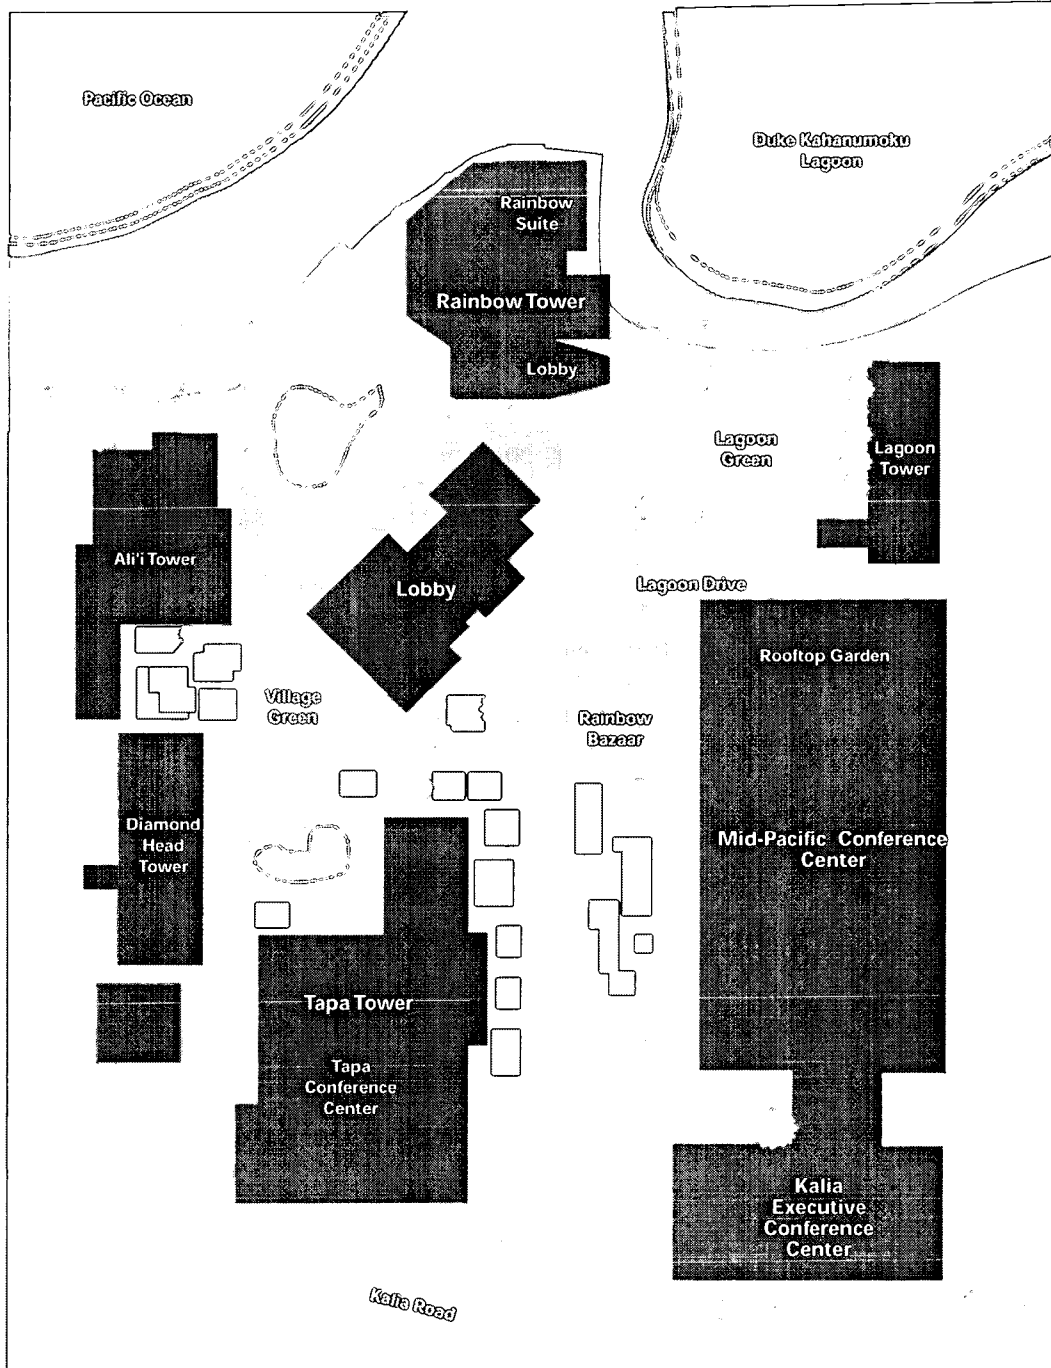 Pacific Ocean
Duke Kahanumoku
Lagoon
Rainbow
Suite
Rainbow Tower
Lobby
Lagoon
Green
Lagoon
Tower
Ali'i Tower
Lobby
Lagoon Drive
Rooftop Garden
Village
Green
Rainbow
Bazaar
Diamond
Head
Tower
Mid-Pacific Conference
Center
Tapa Tower
Tapa
Conference
Center
Kalia
Executive
Conference
Center
Kalia Road